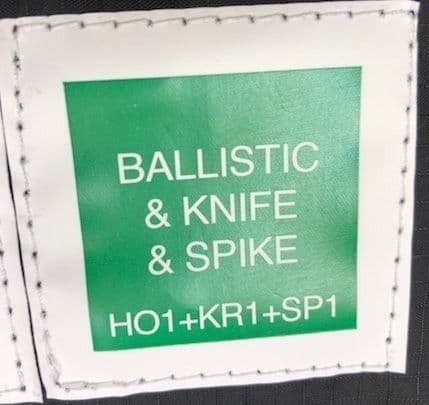 BALLISTIC
& KNIFE
& SPIKE
HO1+KR1+SP1